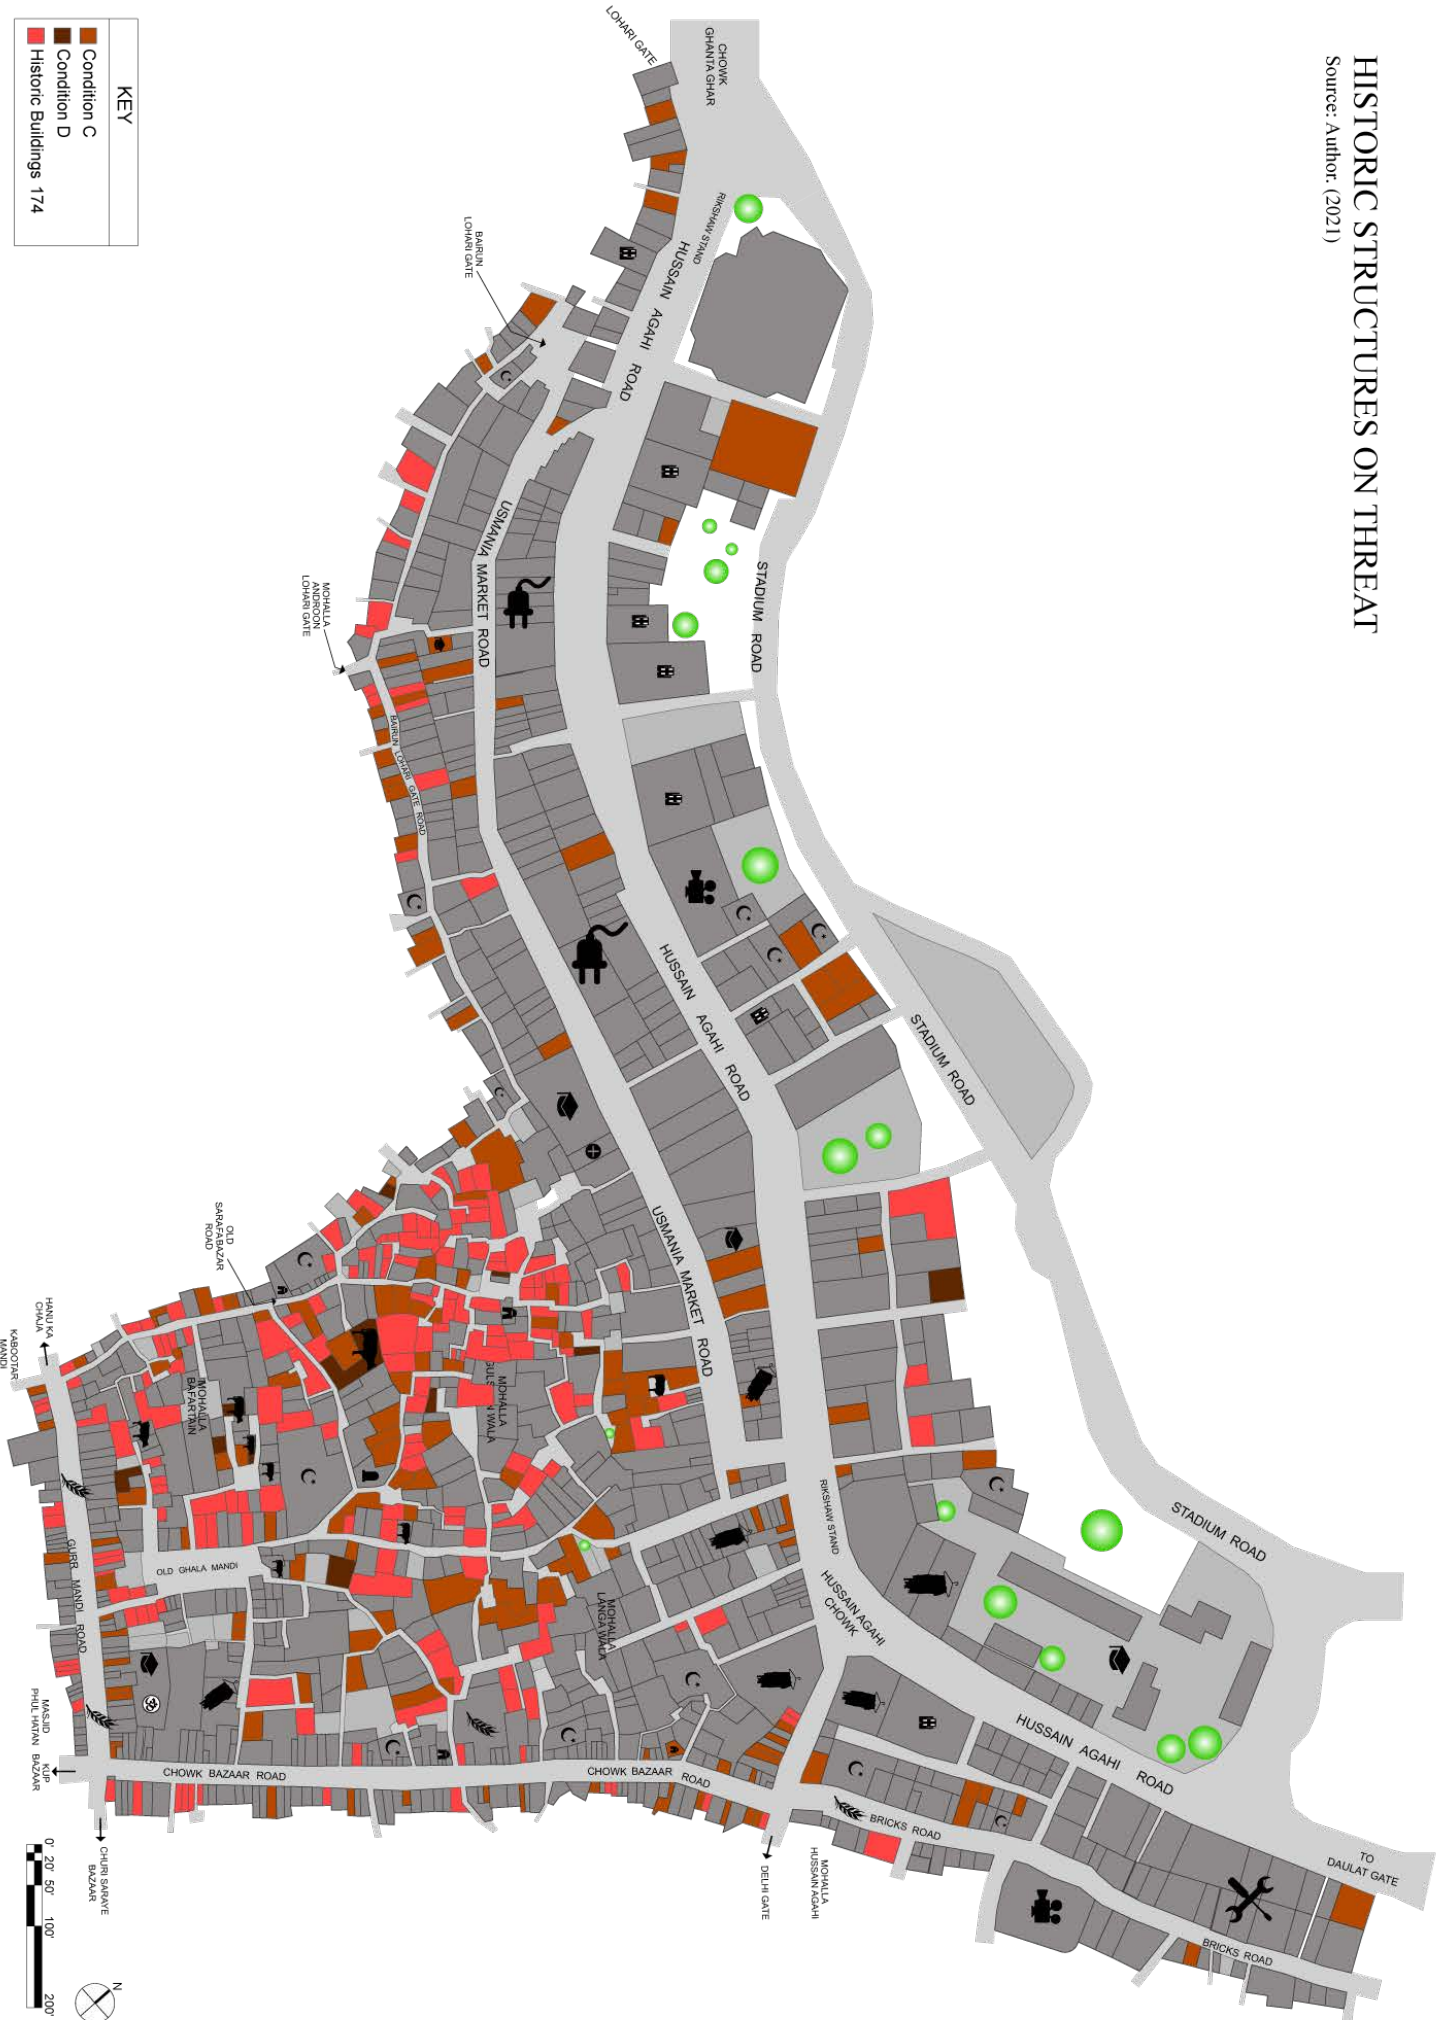 HISTORIC STRUCTURES ON THREAT
Source: Author. (2021)
KEY
Condition C
Condition D
Historic Buildings 174
LOHARI GATE
CHOWK
GHANTA GHAR
RIKSHAW STAND
HUSSAIN AGAHI ROAD
BAIRUN
LOHARI GATE
USMANIA MARKET ROAD
STADIUM ROAD
MOHALLA
ANDROON
LOHARI GATE
BAIRUN LOHARI GATE ROAD
HUSSAIN AGAHI ROAD
STADIUM ROAD
USMANIA MARKET ROAD
OLD
SARAFABAZAR
ROAD
HANU KA
CHAJA
KABOOTAR
MANDI
MOHALLA
BAFARTAIN
MOHALLA
WALA
RIKSHAW STAND
STADIUM ROAD
OLD GHALA MANDI
GURR MANDI ROAD
MOHALLA
LANGA WALA
HUSSAIN AGAHI
CHOWK
HUSSAIN AGAHI ROAD
MASJID
PHUL HATAN
KUP
BAZAAR
CHOWK BAZAAR ROAD
CHOWK BAZAAR ROAD
BRICKS ROAD
CHURI SARAYE
BAZAAR
DELHI GATE
MOHALLA
HUSSAIN AGAHI
TO
DAULAT GATE
BRICKS ROAD
0' 20' 50' 100' 200'
N